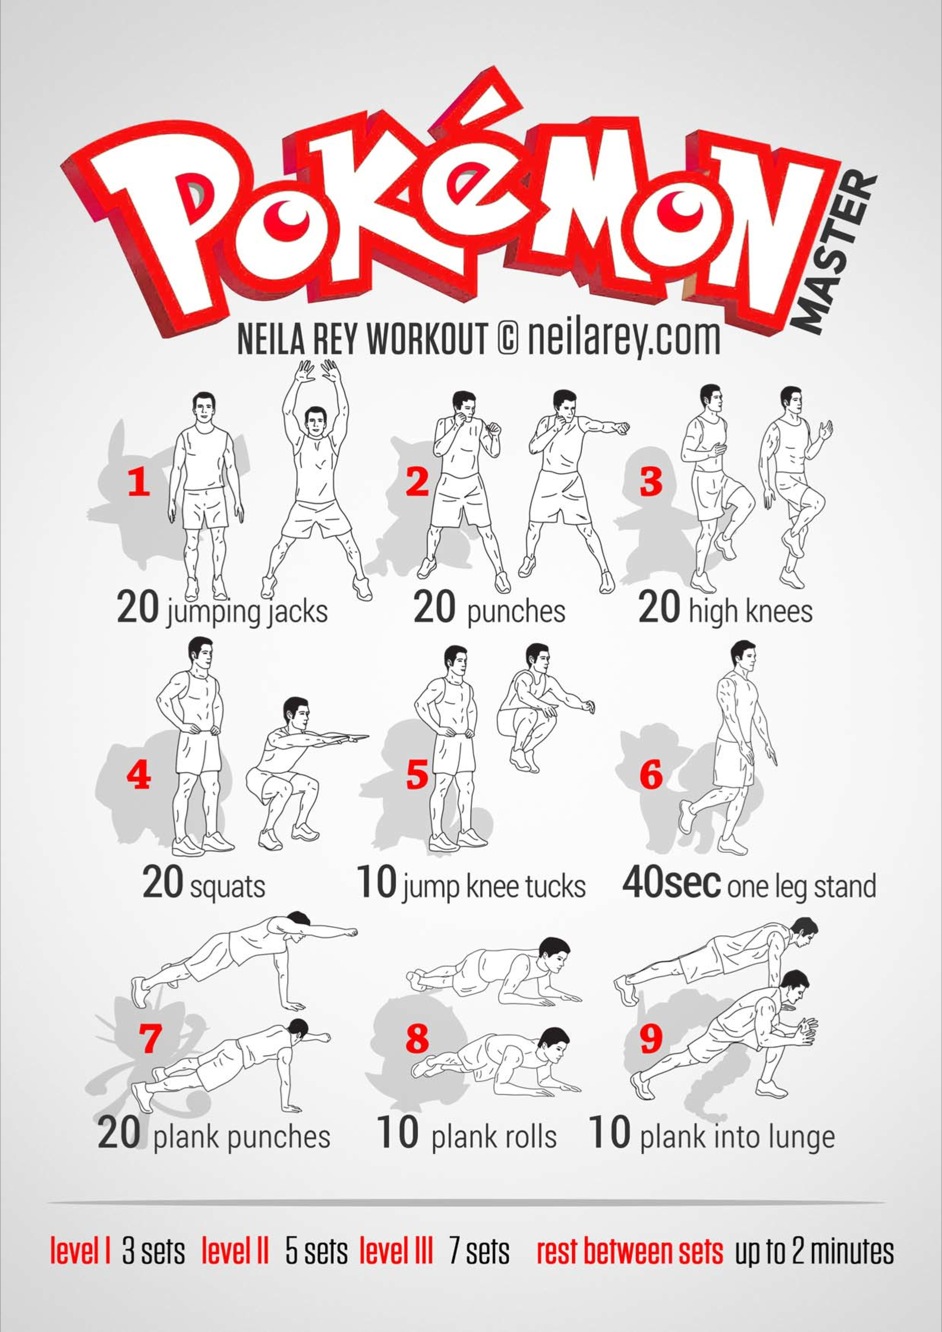 POKéMON
MASTER
NEILA REY WORKOUT © neilarey.com
1
2
3
20 jumping jacks
20 punches
20 high knees
4
5
6
20 squats
10 jump knee tucks
40sec one leg stand
7
8
9
20 plank punches
10 plank rolls
10 plank into lunge
level I 3 sets level II 5 sets level III 7 sets rest between sets up to 2 minutes